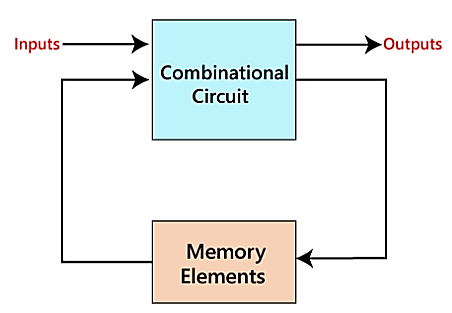 Inputs
Outputs
Combinational
Circuit
Memory
Elements